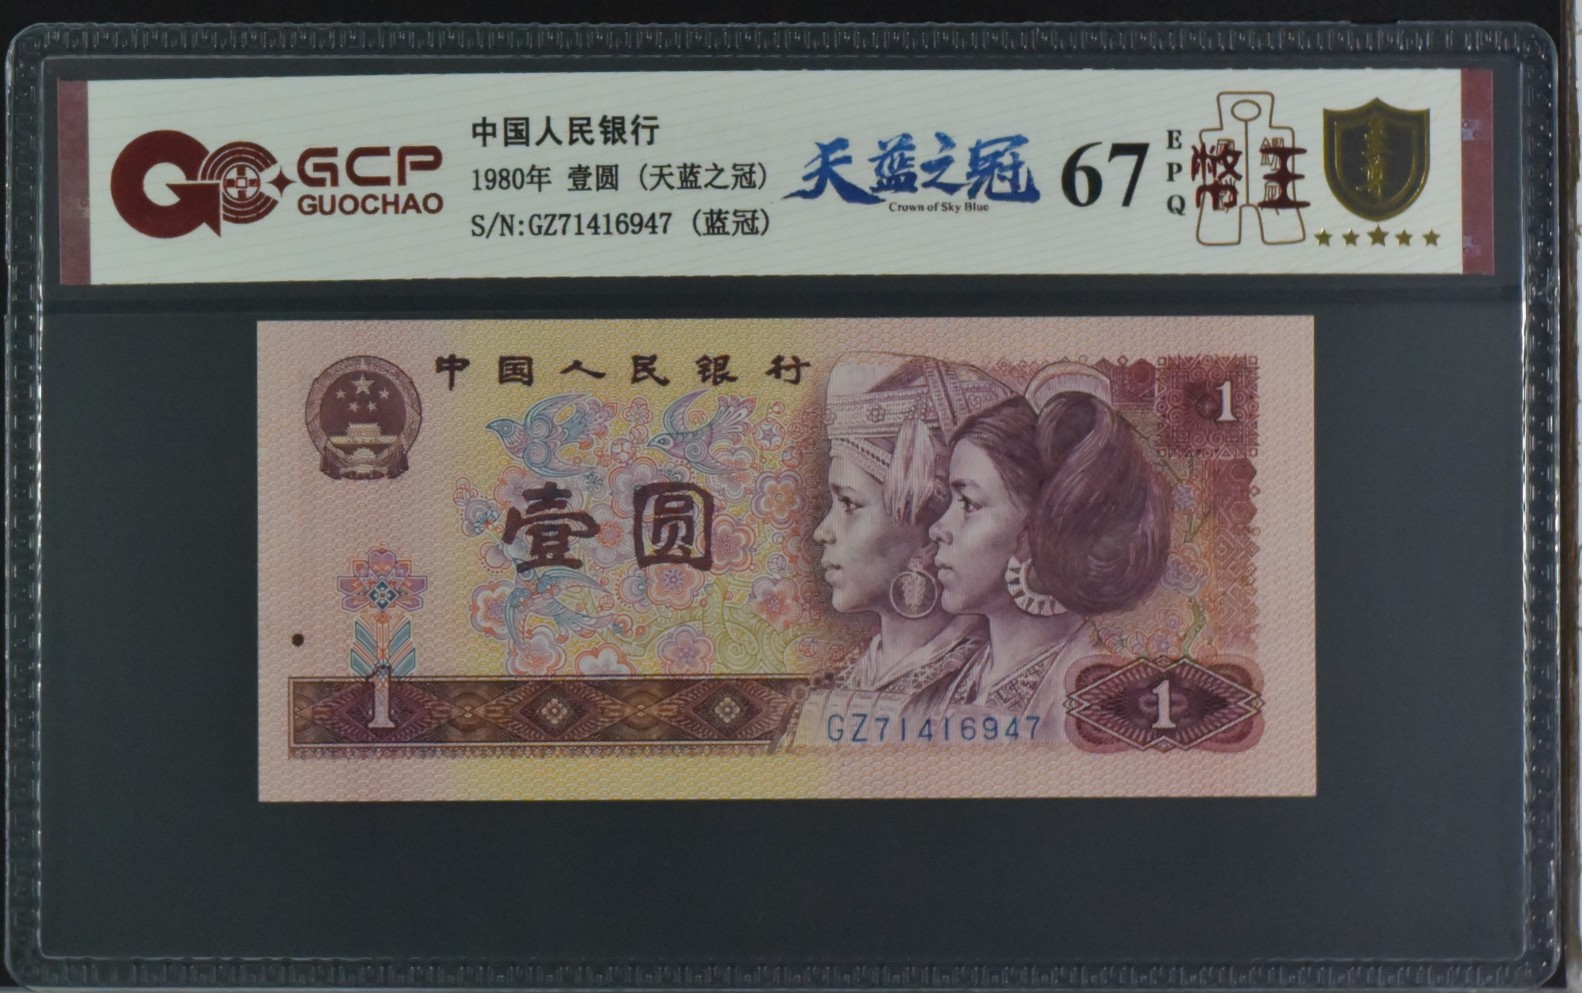 GCP
GUOCHAO
中国人民银行
1980年 壹圆 (天蓝之冠)
S/N:GZ71416947 (蓝冠)
天蓝之冠
Crown of Sky Blue
67
EPQ
中国人民银行
1
壹圆
1
GZ71416947
1